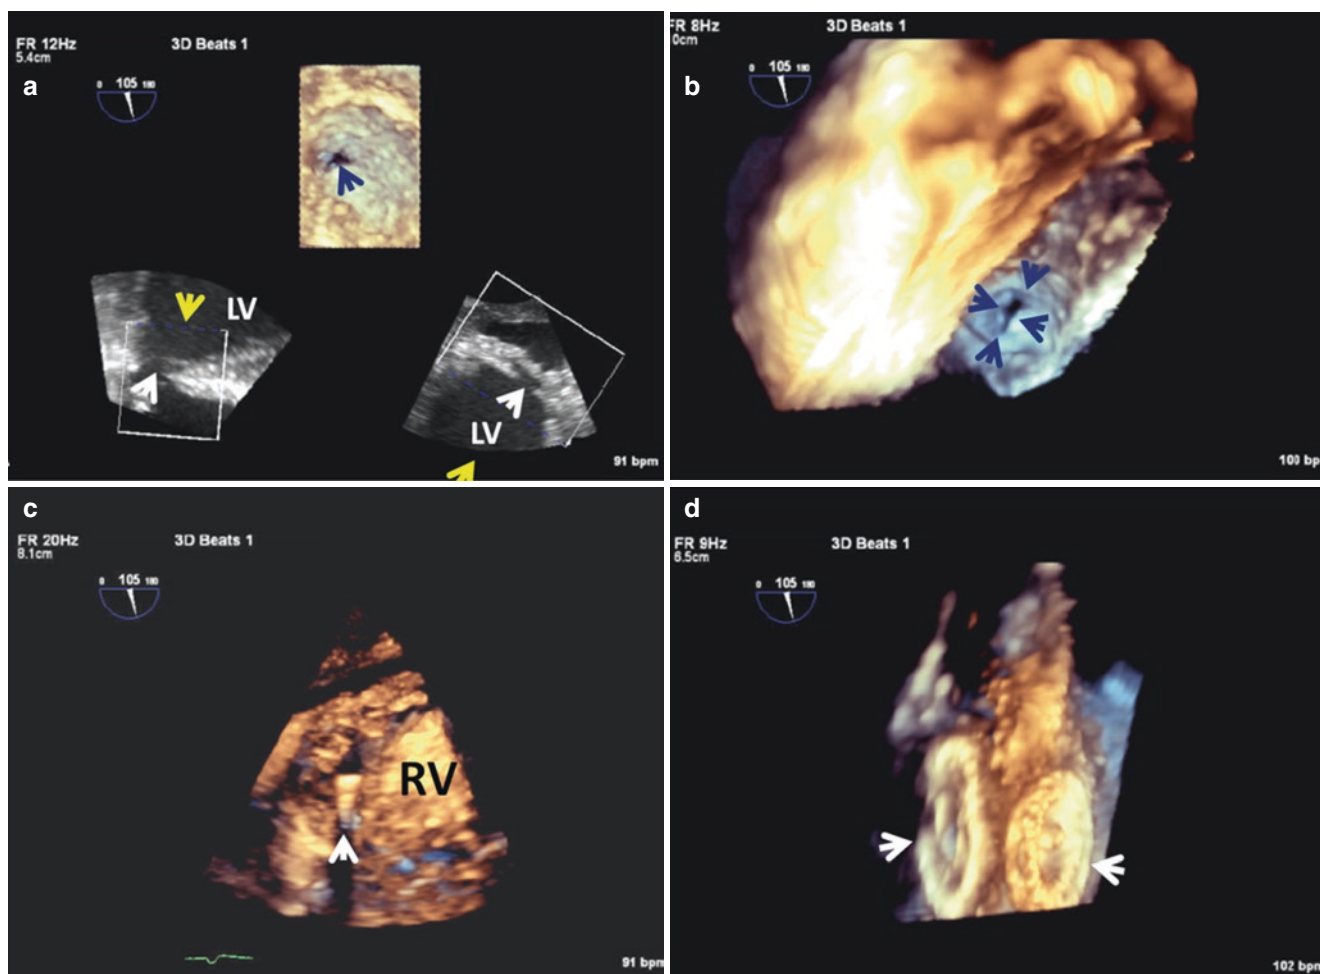 FR 12Hz
5.4cm
3D Beats 1
0 105 180
a
LV
LV
91 bpm
FR 8Hz
0cm
3D Beats 1
0 105 180
b
100 bp
c
FR 20Hz
8.1cm
3D Beats 1
0 105 180
RV
91 bpm
d
FR 9Hz
6.5cm
3D Beats 1
0 105 180
102 bpm